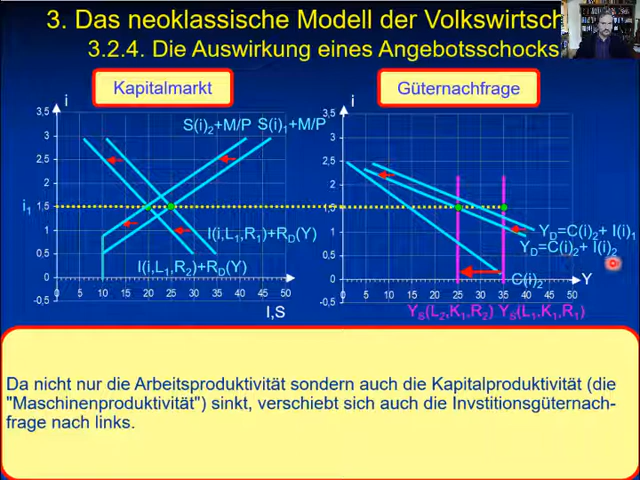 3. Das neoklassische Modell der Volkswirtsch
3.2.4. Die Auswirkung eines Angebotsschocks
Kapitalmarkt
Güternachfrage
i
3,5
3
2,5
2
i₁ 1,5
1
0,5
0
-0,5
0 5 10 15 20 25 30 35 40 45 50
I,S
S(i)₂+M/P S(i)₁+M/P
I(i,L₁,R₁)+R_D(Y)
I(i,L₁,R₂)+R_D(Y)
i
3,5
3
2,5
2
1,5
1
0,5
0
-0,5
0 5 10 15 20 25 30 35 40 45 50
Y
Y_D=C(i)₂+ I(i)₁
Y_D=C(i)₂+ I(i)₂
C(i)₂
Y_S(L₂,K₁,R₂) Y_S(L₁,K₁,R₁)
Da nicht nur die Arbeitsproduktivität sondern auch die Kapitalproduktivität (die
"Maschinenproduktivität") sinkt, verschiebt sich auch die Invstitionsgüternach-
frage nach links.